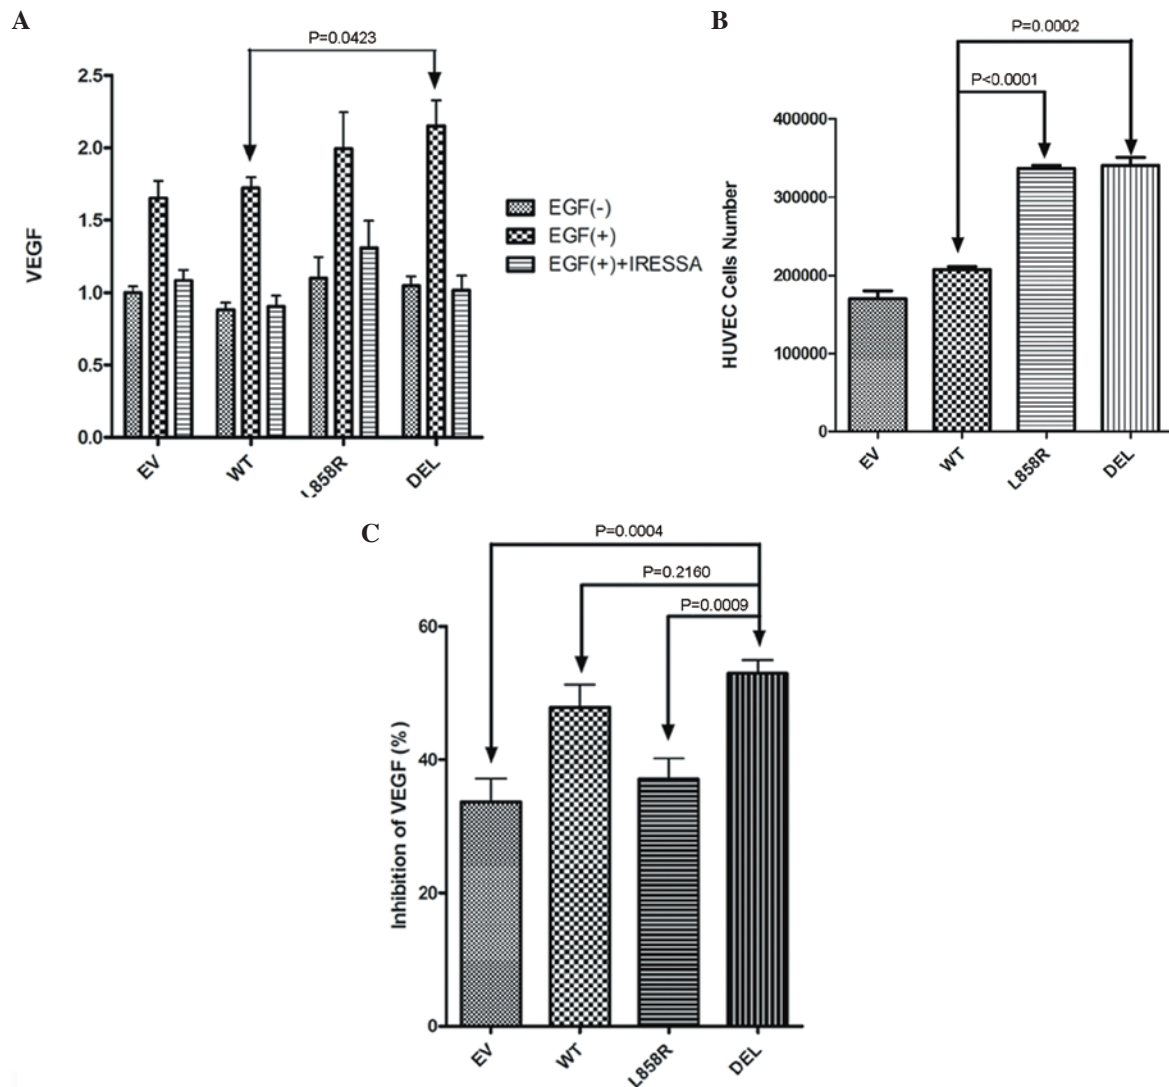 A
P=0.0423
2.5
2.0
1.5
1.0
0.5
0.0
VEGF
EV
WT
L858R
DEL
EGF(-)
EGF(+)
EGF(+)+IRESSA
B
P=0.0002
P<0.0001
400000
300000
200000
100000
0
HUVEC Cells Number
EV
WT
L858R
DEL
C
P=0.0004
P=0.2160
P=0.0009
60
40
20
0
Inhibition of VEGF (%)
EV
WT
L858R
DEL